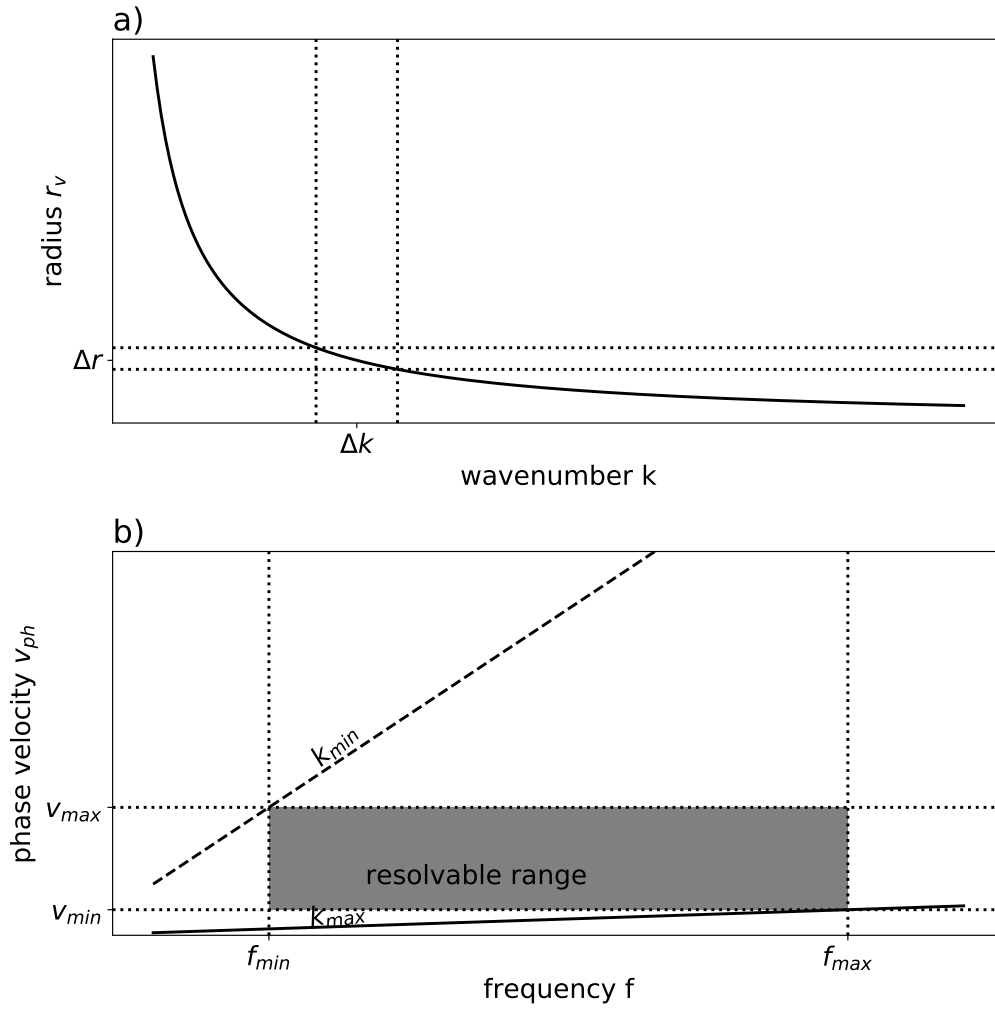 a)
radius r_v
Δr
Δk
wavenumber k
b)
phase velocity v_ph
k_min
v_max
resolvable range
v_min
k_max
f_min
f_max
frequency f